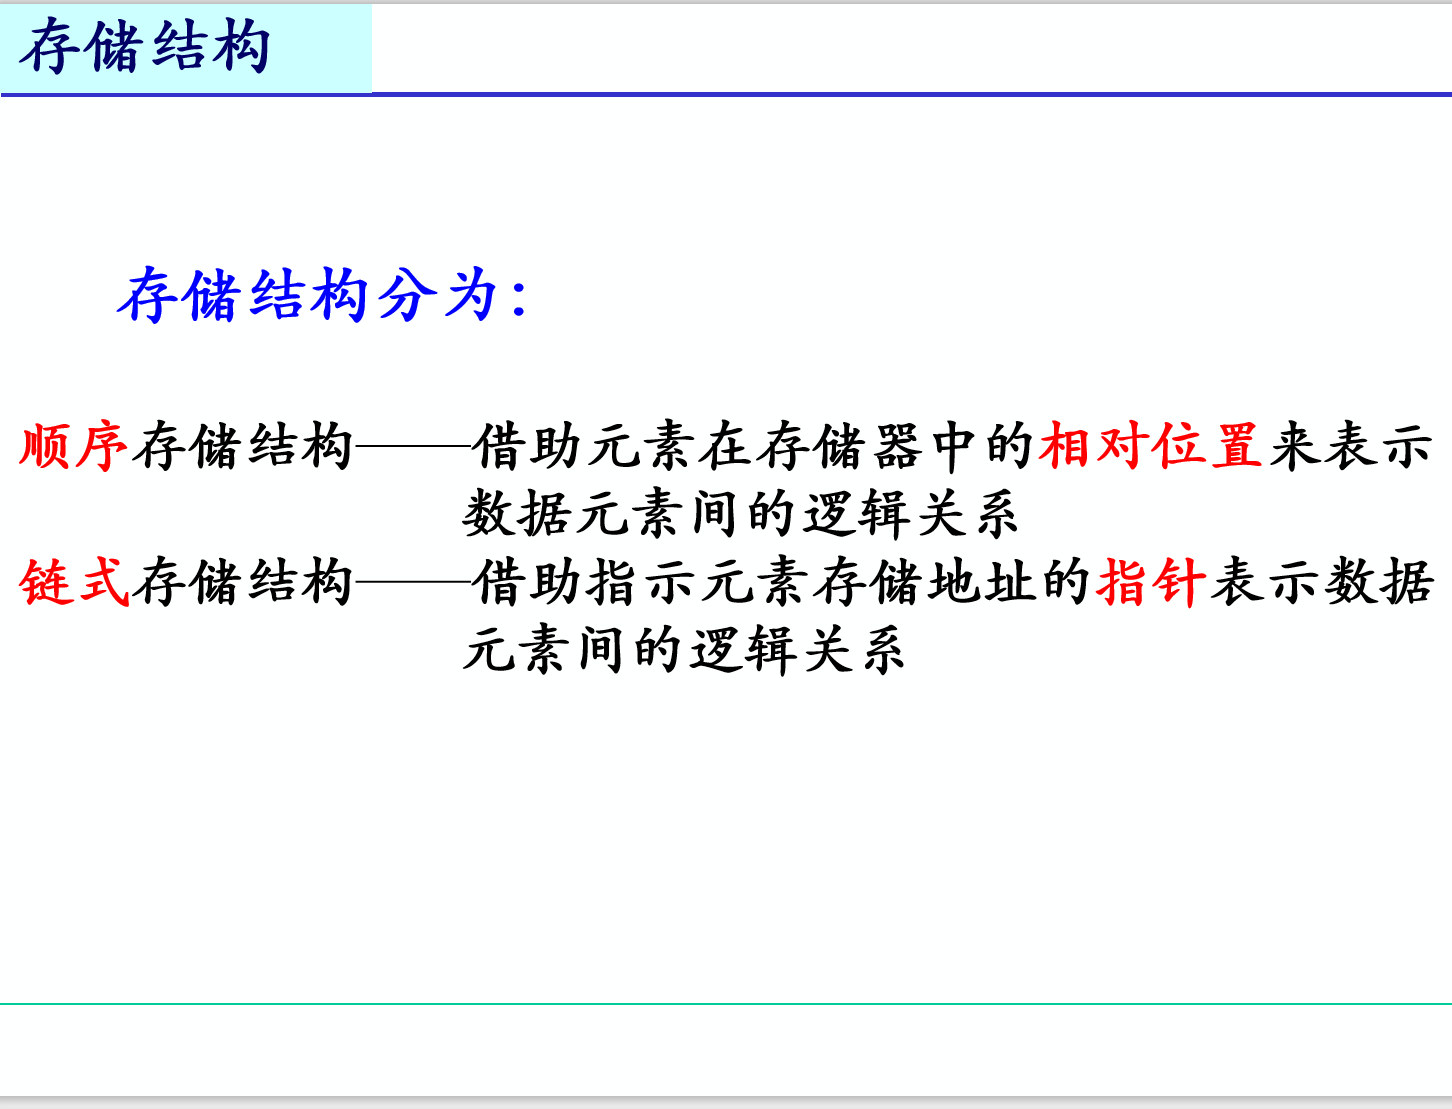 存储结构
存储结构分为：
顺序存储结构——借助元素在存储器中的相对位置来表示
数据元素间的逻辑关系
链式存储结构——借助指示元素存储地址的指针表示数据
元素间的逻辑关系